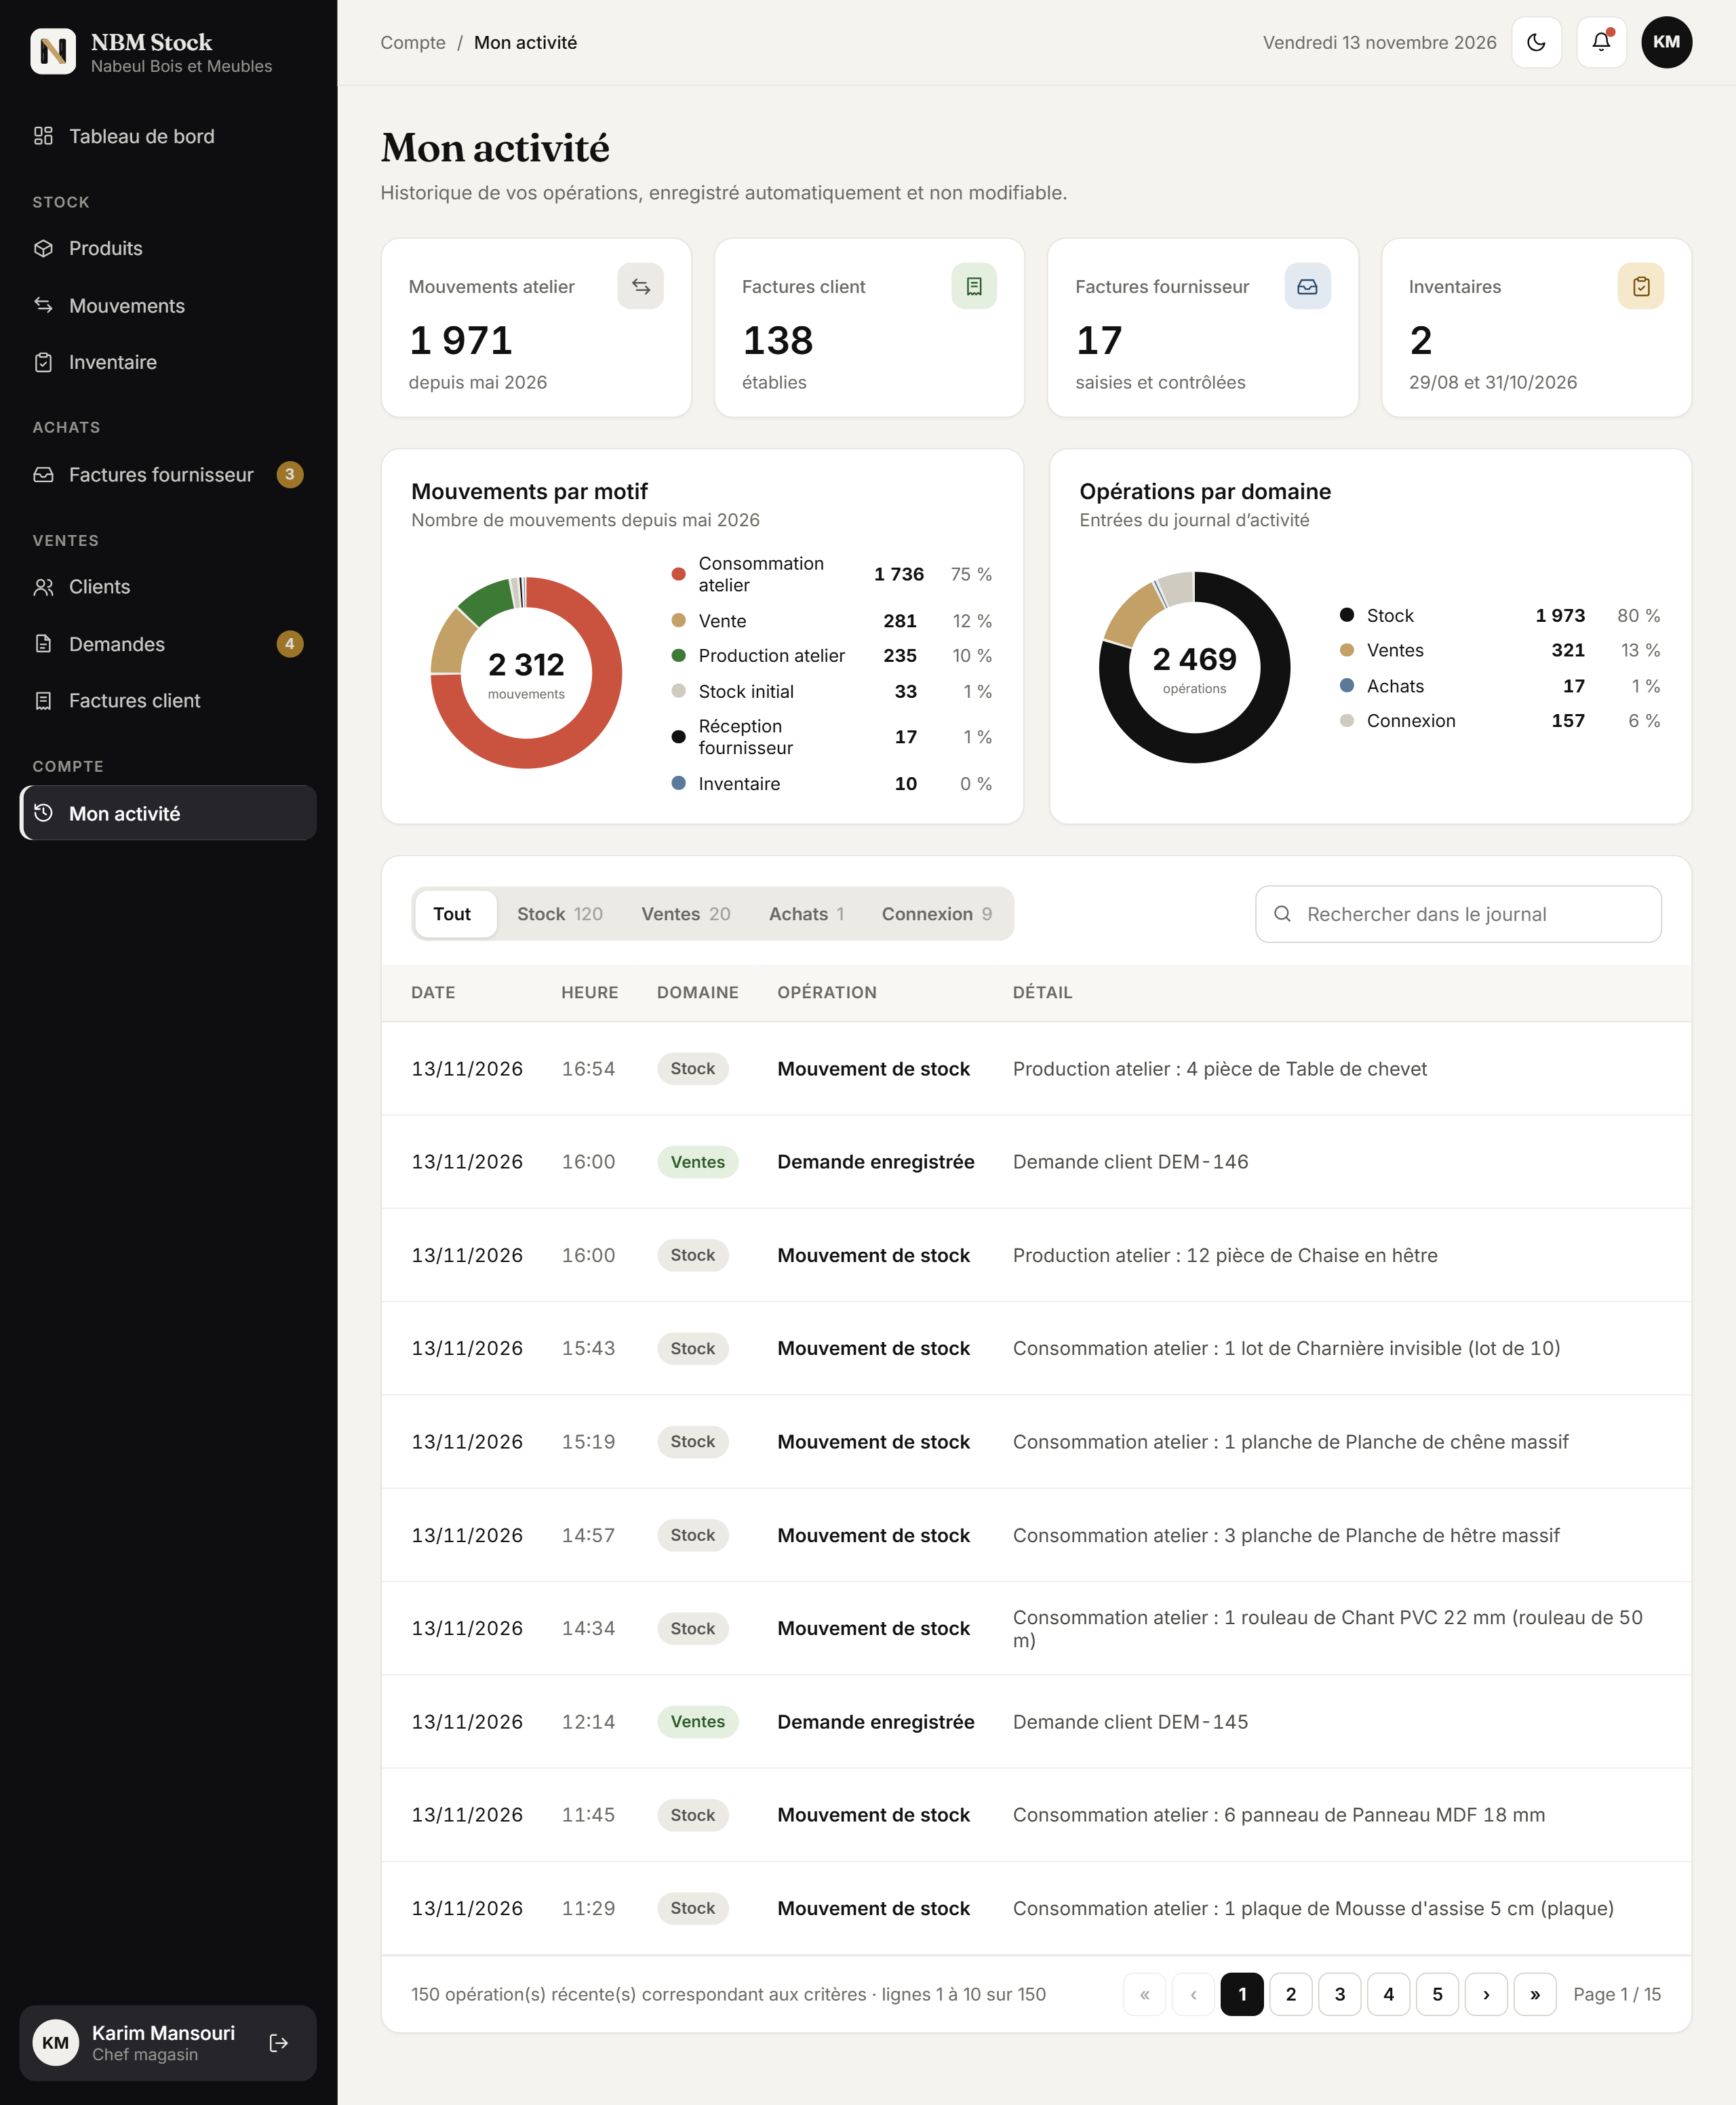 NBM Stock
Nabeul Bois et Meubles
Tableau de bord
STOCK
Produits
Mouvements
Inventaire
ACHATS
Factures fournisseur 3
VENTES
Clients
Demandes 4
Factures client
COMPTE
Mon activité
KM
Karim Mansouri
Chef magasin
Compte / Mon activité
Vendredi 13 novembre 2026
KM
Mon activité
Historique de vos opérations, enregistré automatiquement et non modifiable.
Mouvements atelier
1 971
depuis mai 2026
Factures client
138
établies
Factures fournisseur
17
saisies et contrôlées
Inventaires
2
29/08 et 31/10/2026
Mouvements par motif
Nombre de mouvements depuis mai 2026
2 312
mouvements
Consommation
atelier 1 736 75 %
Vente 281 12 %
Production atelier 235 10 %
Stock initial 33 1 %
Réception
fournisseur 17 1 %
Inventaire 10 0 %
Opérations par domaine
Entrées du journal d’activité
2 469
opérations
Stock 1 973 80 %
Ventes 321 13 %
Achats 17 1 %
Connexion 157 6 %
Tout Stock 120 Ventes 20 Achats 1 Connexion 9
Rechercher dans le journal
DATE HEURE DOMAINE OPÉRATION DÉTAIL
13/11/2026 16:54 Stock Mouvement de stock Production atelier : 4 pièce de Table de chevet
13/11/2026 16:00 Ventes Demande enregistrée Demande client DEM-146
13/11/2026 16:00 Stock Mouvement de stock Production atelier : 12 pièce de Chaise en hêtre
13/11/2026 15:43 Stock Mouvement de stock Consommation atelier : 1 lot de Charnière invisible (lot de 10)
13/11/2026 15:19 Stock Mouvement de stock Consommation atelier : 1 planche de Planche de chêne massif
13/11/2026 14:57 Stock Mouvement de stock Consommation atelier : 3 planche de Planche de hêtre massif
13/11/2026 14:34 Stock Mouvement de stock Consommation atelier : 1 rouleau de Chant PVC 22 mm (rouleau de 50
m)
13/11/2026 12:14 Ventes Demande enregistrée Demande client DEM-145
13/11/2026 11:45 Stock Mouvement de stock Consommation atelier : 6 panneau de Panneau MDF 18 mm
13/11/2026 11:29 Stock Mouvement de stock Consommation atelier : 1 plaque de Mousse d'assise 5 cm (plaque)
150 opération(s) récente(s) correspondant aux critères · lignes 1 à 10 sur 150
« ‹ 1 2 3 4 5 › » Page 1 / 15